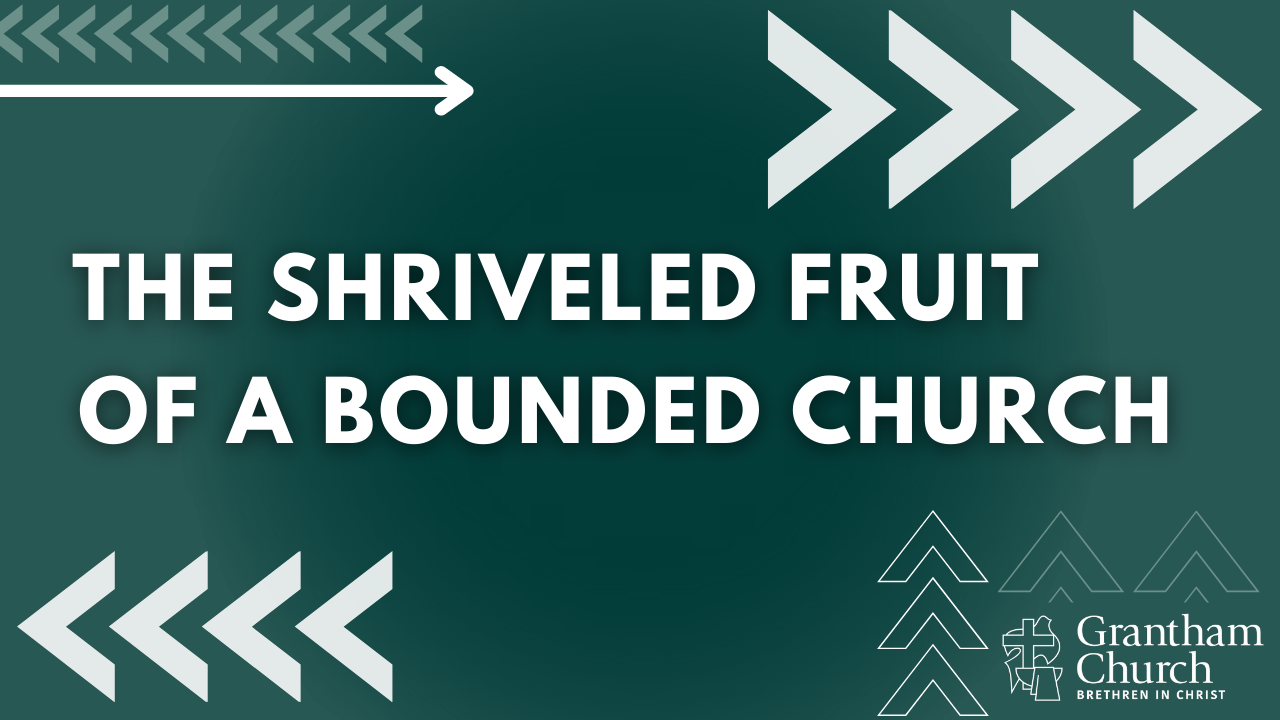 THE SHRIVELED FRUIT
OF A BOUNDED CHURCH
Grantham
Church
BRETHREN IN CHRIST